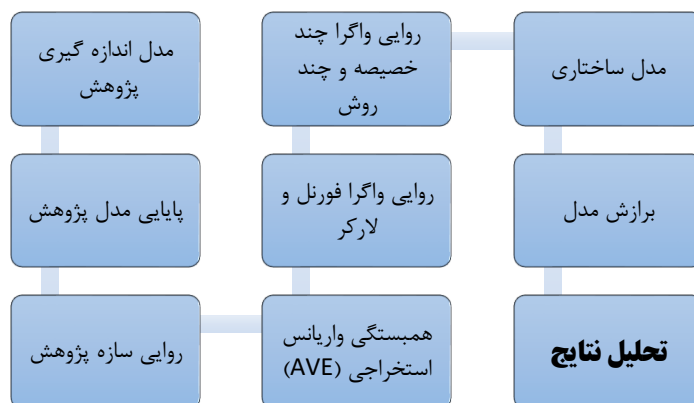 مدل اندازه گیری
پژوهش
پایایی مدل پژوهش
روایی سازه پژوهش
همبستگی واریانس
استخراجی (AVE)
روایی واگرا فورنل و
لارکر
روایی واگرا چند
خصیصه و چند
روش
مدل ساختاری
برازش مدل
تحلیل نتایج